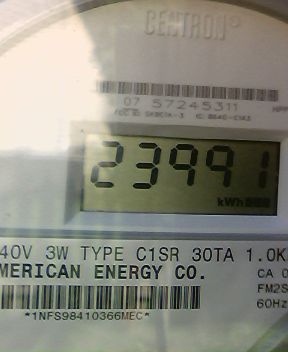 CENTRON®
07 57245311
23991
kWh
40V 3W TYPE C1SR 30TA 1.0K
MERICAN ENERGY CO.
CA 0
FM2S
60Hz
*1NFS98410366MEC*